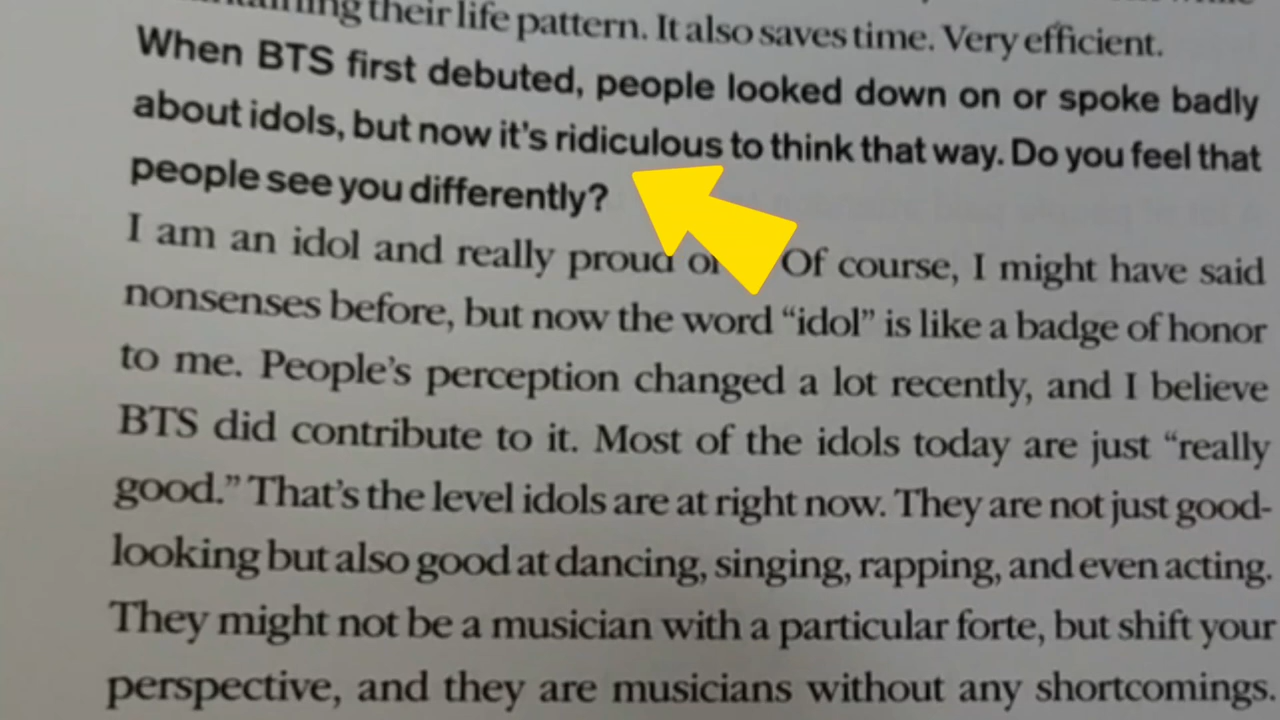 their life pattern. It also saves time. Very efficient.
When BTS first debuted, people looked down on or spoke badly
about idols, but now it's ridiculous to think that way. Do you feel that
people see you differently?
I am an idol and really proud Of course, I might have said
nonsenses before, but now the word “idol” is like a badge of honor
to me. People's perception changed a lot recently, and I believe
BTS did contribute to it. Most of the idols today are just “really
good.” That's the level idols are at right now. They are not just good-
looking but also good at dancing, singing, rapping, and even acting.
They might not be a musician with a particular forte, but shift your
perspective, and they are musicians without any shortcomings.